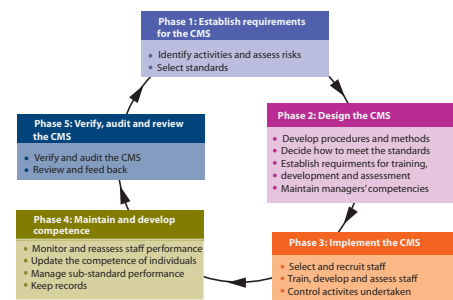 Phase 1: Establish requirements
for the CMS
• Identify activities and assess risks
• Select standards
Phase 2: Design the CMS
• Develop procedures and methods
• Decide how to meet the standards
• Establish requirments for training,
• development and assessment
• Maintain managers' competencies
Phase 3: Implement the CMS
• Select and recruit staff
• Train, develop and assess staff
• Control activites undertaken
Phase 4: Maintain and develop
competence
• Monitor and reassess staff performance
• Update the competence of individuals
• Manage sub-standard performance
• Keep records
Phase 5: Verify, audit and review
the CMS
• Verify and audit the CMS
• Review and feed back